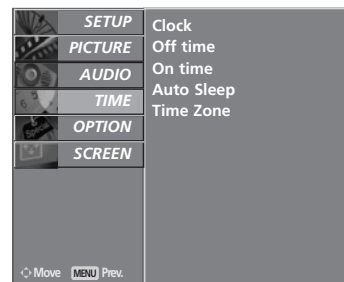 SETUP
PICTURE
AUDIO
TIME
OPTION
SCREEN
Clock
Off time
On time
Auto Sleep
Time Zone
Move MENU Prev.